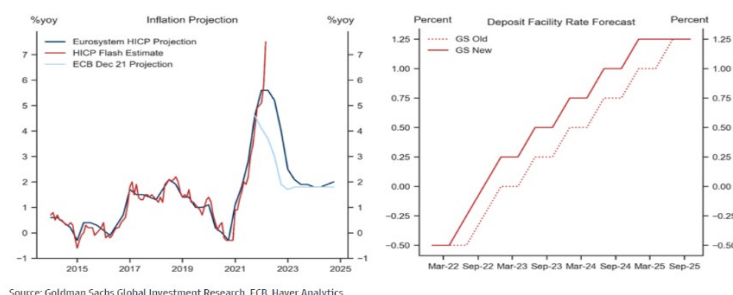 %yoy Inflation Projection %yoy
Eurosystem HICP Projection
HICP Flash Estimate
ECB Dec 21 Projection
7 7
6 6
5 5
4 4
3 3
2 2
1 1
0 0
−1 −1
2015 2017 2019 2021 2023 2025
Percent Deposit Facility Rate Forecast Percent
GS Old
GS New
1.25 1.25
1.00 1.00
0.75 0.75
0.50 0.50
0.25 0.25
0.00 0.00
−0.25 −0.25
−0.50 −0.50
Mar-22 Sep-22 Mar-23 Sep-23 Mar-24 Sep-24 Mar-25 Sep-25
Source: Goldman Sachs Global Investment Research, ECB, Haver Analytics